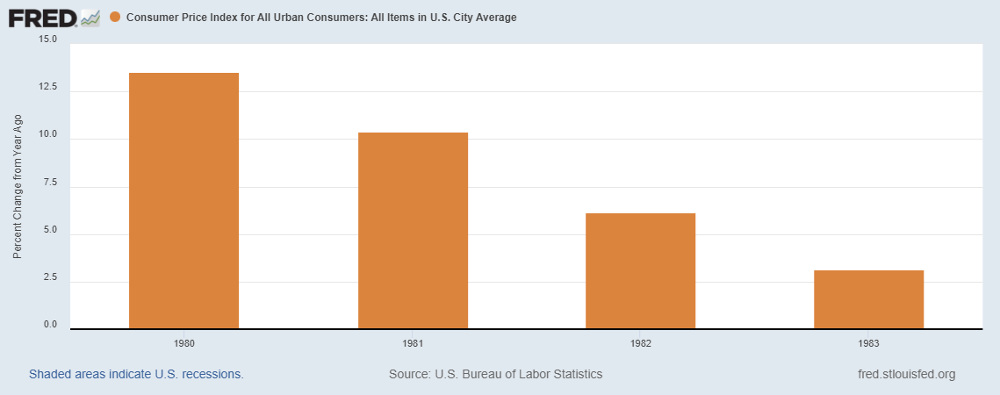 FRED
Consumer Price Index for All Urban Consumers: All Items in U.S. City Average
15.0
12.5
10.0
7.5
5.0
2.5
0.0
Percent Change from Year Ago
1980 1981 1982 1983
Shaded areas indicate U.S. recessions. Source: U.S. Bureau of Labor Statistics fred.stlouisfed.org